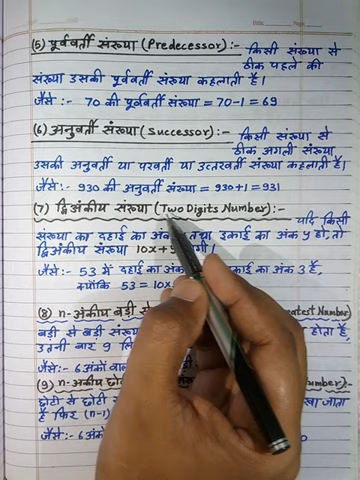 (5) पूर्ववर्ती संख्या (Predecessor) :- किसी संख्या से
ठीक पहले की
संख्या उसकी पूर्ववर्ती संख्या कहलाती है।
जैसे :- 70 की पूर्ववर्ती संख्या = 70-1 = 69
(6) अनुवर्ती संख्या (Successor) :- किसी संख्या से
ठीक अगली संख्या
उसकी अनुवर्ती या परवर्ती या उत्तरवर्ती संख्या कहलाती है।
जैसे :- 930 की अनुवर्ती संख्या = 930+1 = 931
(7) द्विअंकीय संख्या (Two Digits Number) :-
यदि किसी
संख्या का दहाई का अंक तथा इकाई का अंक y हो, तो
द्विअंकीय संख्या 10x+
जैसे :- 53 में दहाई का अंक इकाई का अंक 3 है,
क्योंकि 53 = 10x
(8) n-अंकीय बड़ी Number)
बड़ी से बड़ी होता है,
उतनी बार 9
जैसे :- 6 अंकों
(9) n-अंकीय umber) :-
छोटी से छोटी जाता
है फिर (n-1)
जैसे :- 6